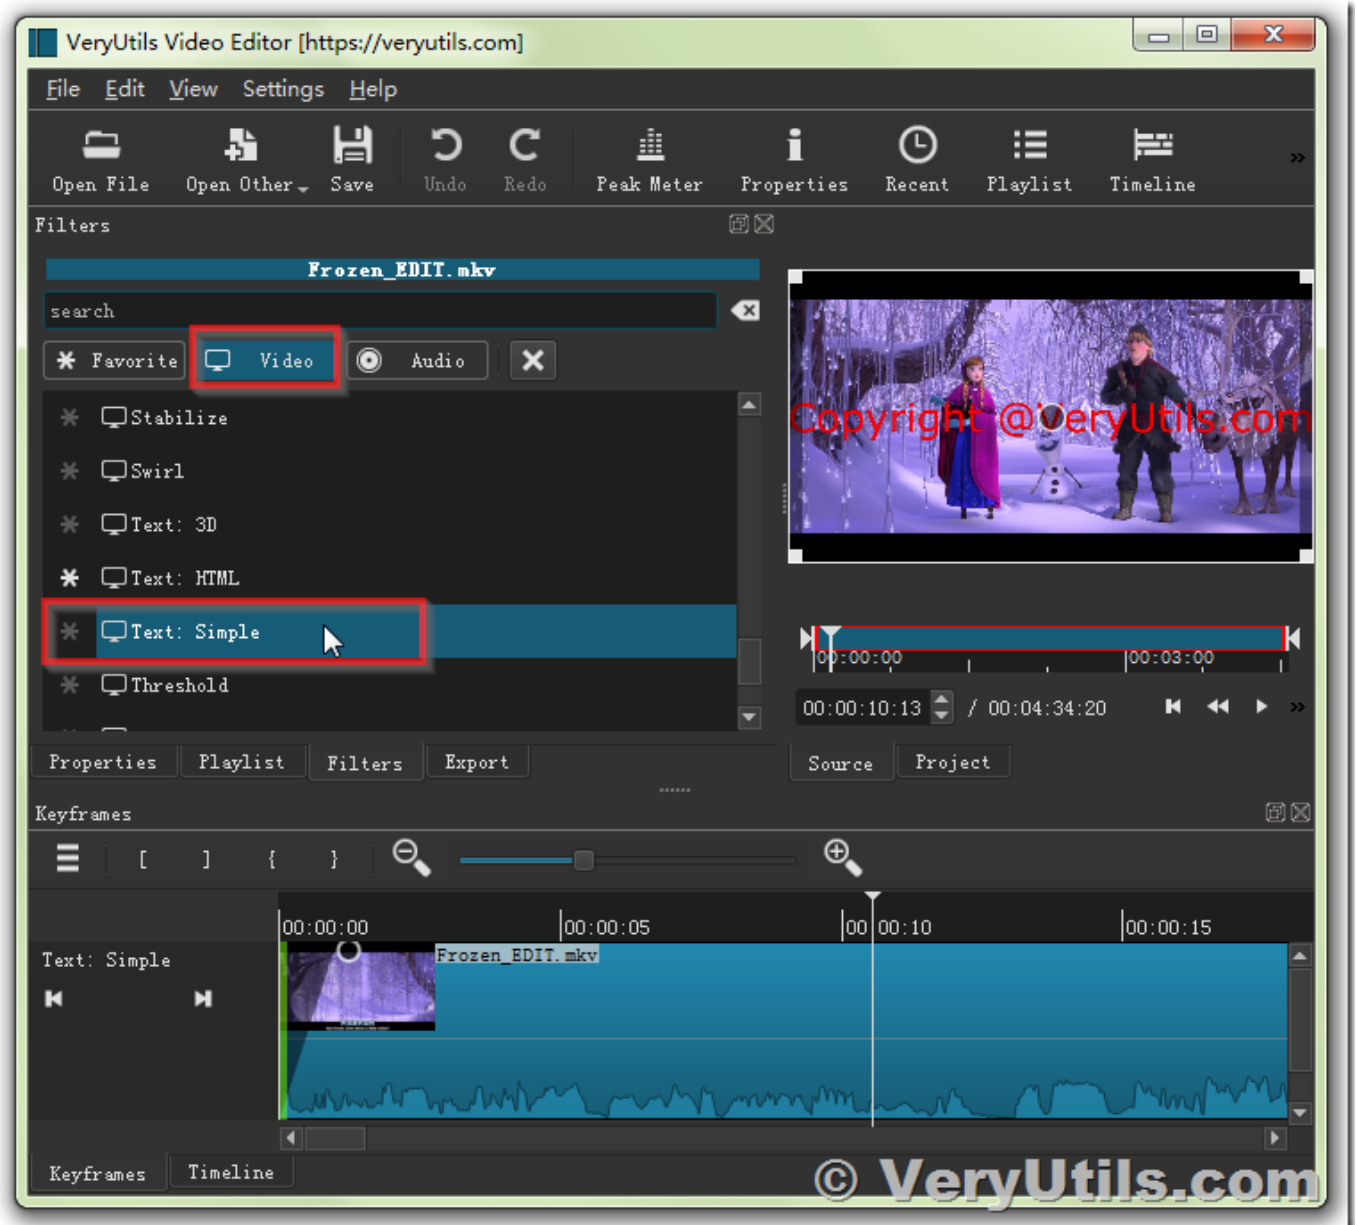 VeryUtils Video Editor [https://veryutils.com]
File Edit View Settings Help
Open File Open Other Save Undo Redo Peak Meter Properties Recent Playlist Timeline
Filters
Frozen_EDIT.mkv
search
Favorite Video Audio
Stabilize
Swirl
Text: 3D
Text: HTML
Text: Simple
Threshold
Copyright @VeryUtils.com
00:00:00 00:03:00
00:00:10:13 / 00:04:34:20
Properties Playlist Filters Export
Source Project
Keyframes
[ ] { }
00:00:00 00:00:05 00:00:10 00:00:15
Text: Simple
Frozen_EDIT.mkv
Keyframes Timeline
© VeryUtils.com